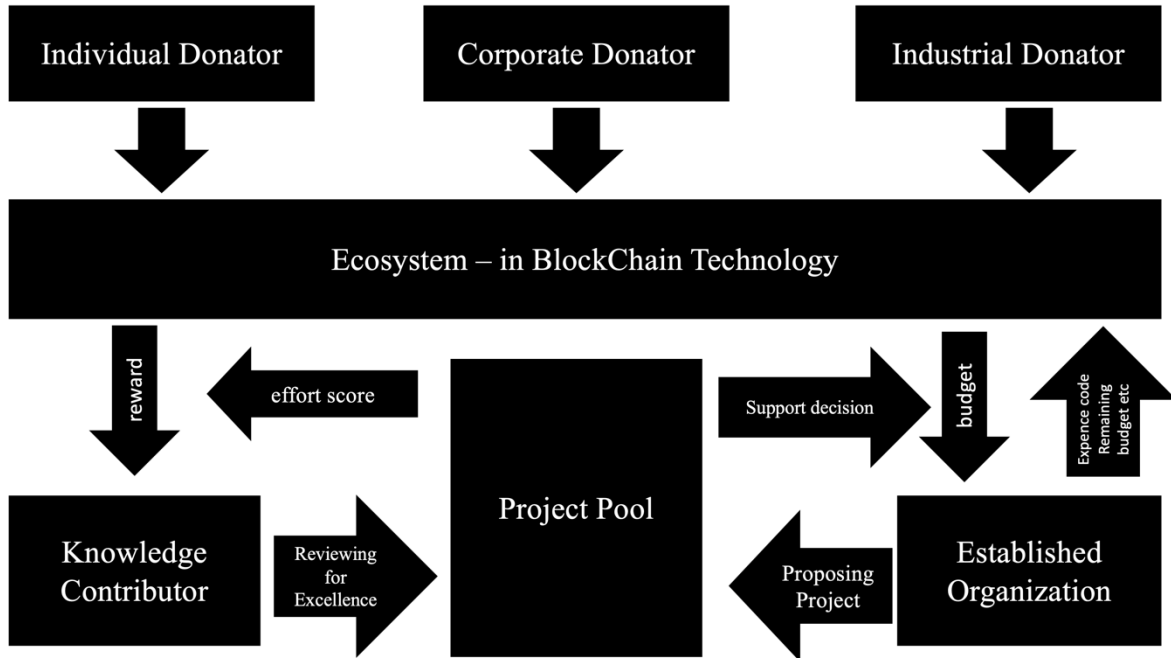 Individual Donator
Corporate Donator
Industrial Donator
Ecosystem – in BlockChain Technology
reward
effort score
Support decision
budget
Expence code
Remaining
budget etc
Project Pool
Knowledge
Contributor
Reviewing
for
Excellence
Proposing
Project
Established
Organization